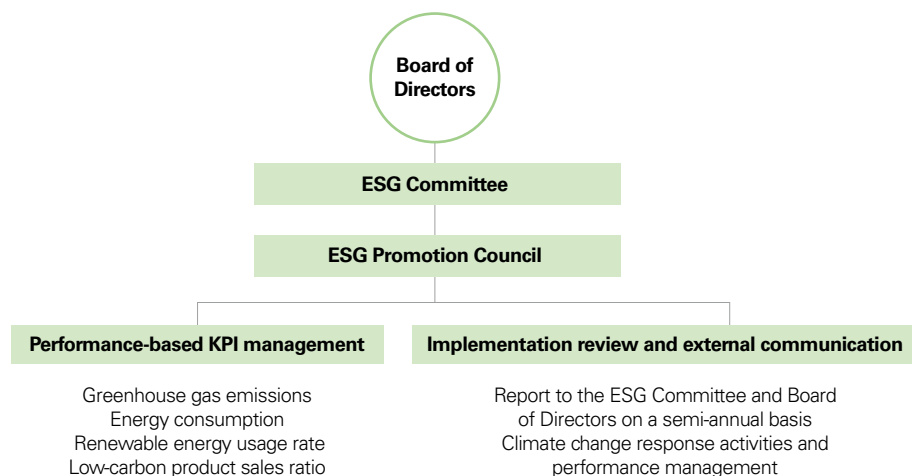 Board of
Directors
ESG Committee
ESG Promotion Council
Performance-based KPI management
Greenhouse gas emissions
Energy consumption
Renewable energy usage rate
Low-carbon product sales ratio
Implementation review and external communication
Report to the ESG Committee and Board
of Directors on a semi-annual basis
Climate change response activities and
performance management